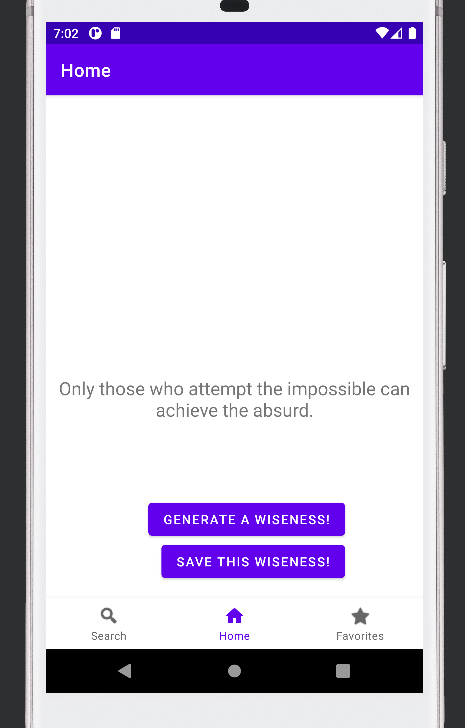 7:02
Home
Only those who attempt the impossible can
achieve the absurd.
GENERATE A WISENESS!
SAVE THIS WISENESS!
Search Home Favorites